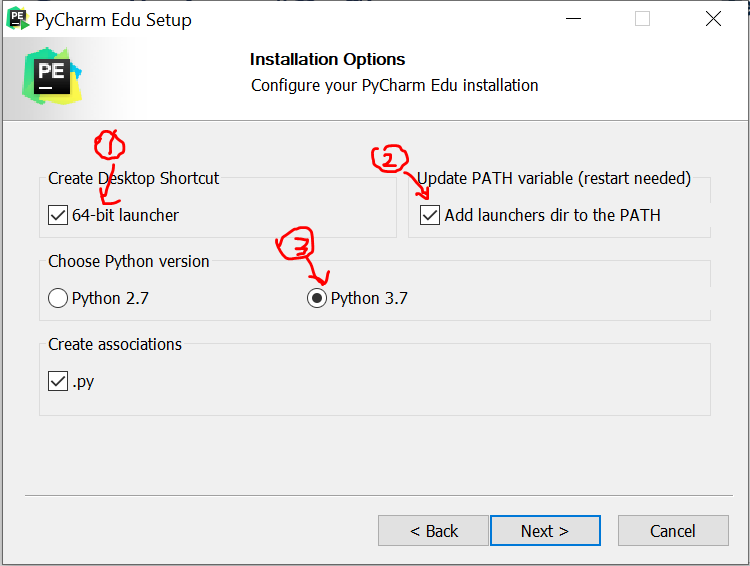 PE PyCharm Edu Setup
PE
Installation Options
Configure your PyCharm Edu installation
1
2
Create Desktop Shortcut
Update PATH variable (restart needed)
64-bit launcher
Add launchers dir to the PATH
3
Choose Python version
Python 2.7
Python 3.7
Create associations
.py
< Back
Next >
Cancel